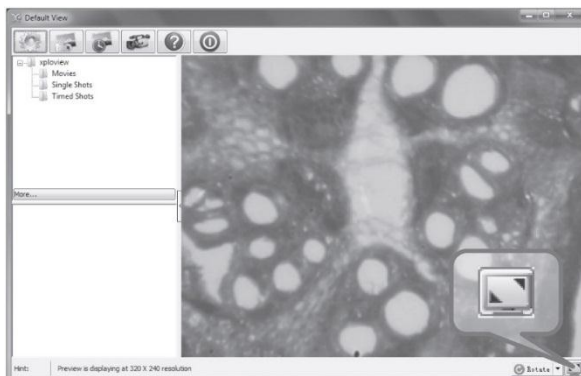 Default View
xploview
Movies
Single Shots
Timed Shots
More...
Hint: Preview is displaying at 320 X 240 resolution
Rotate